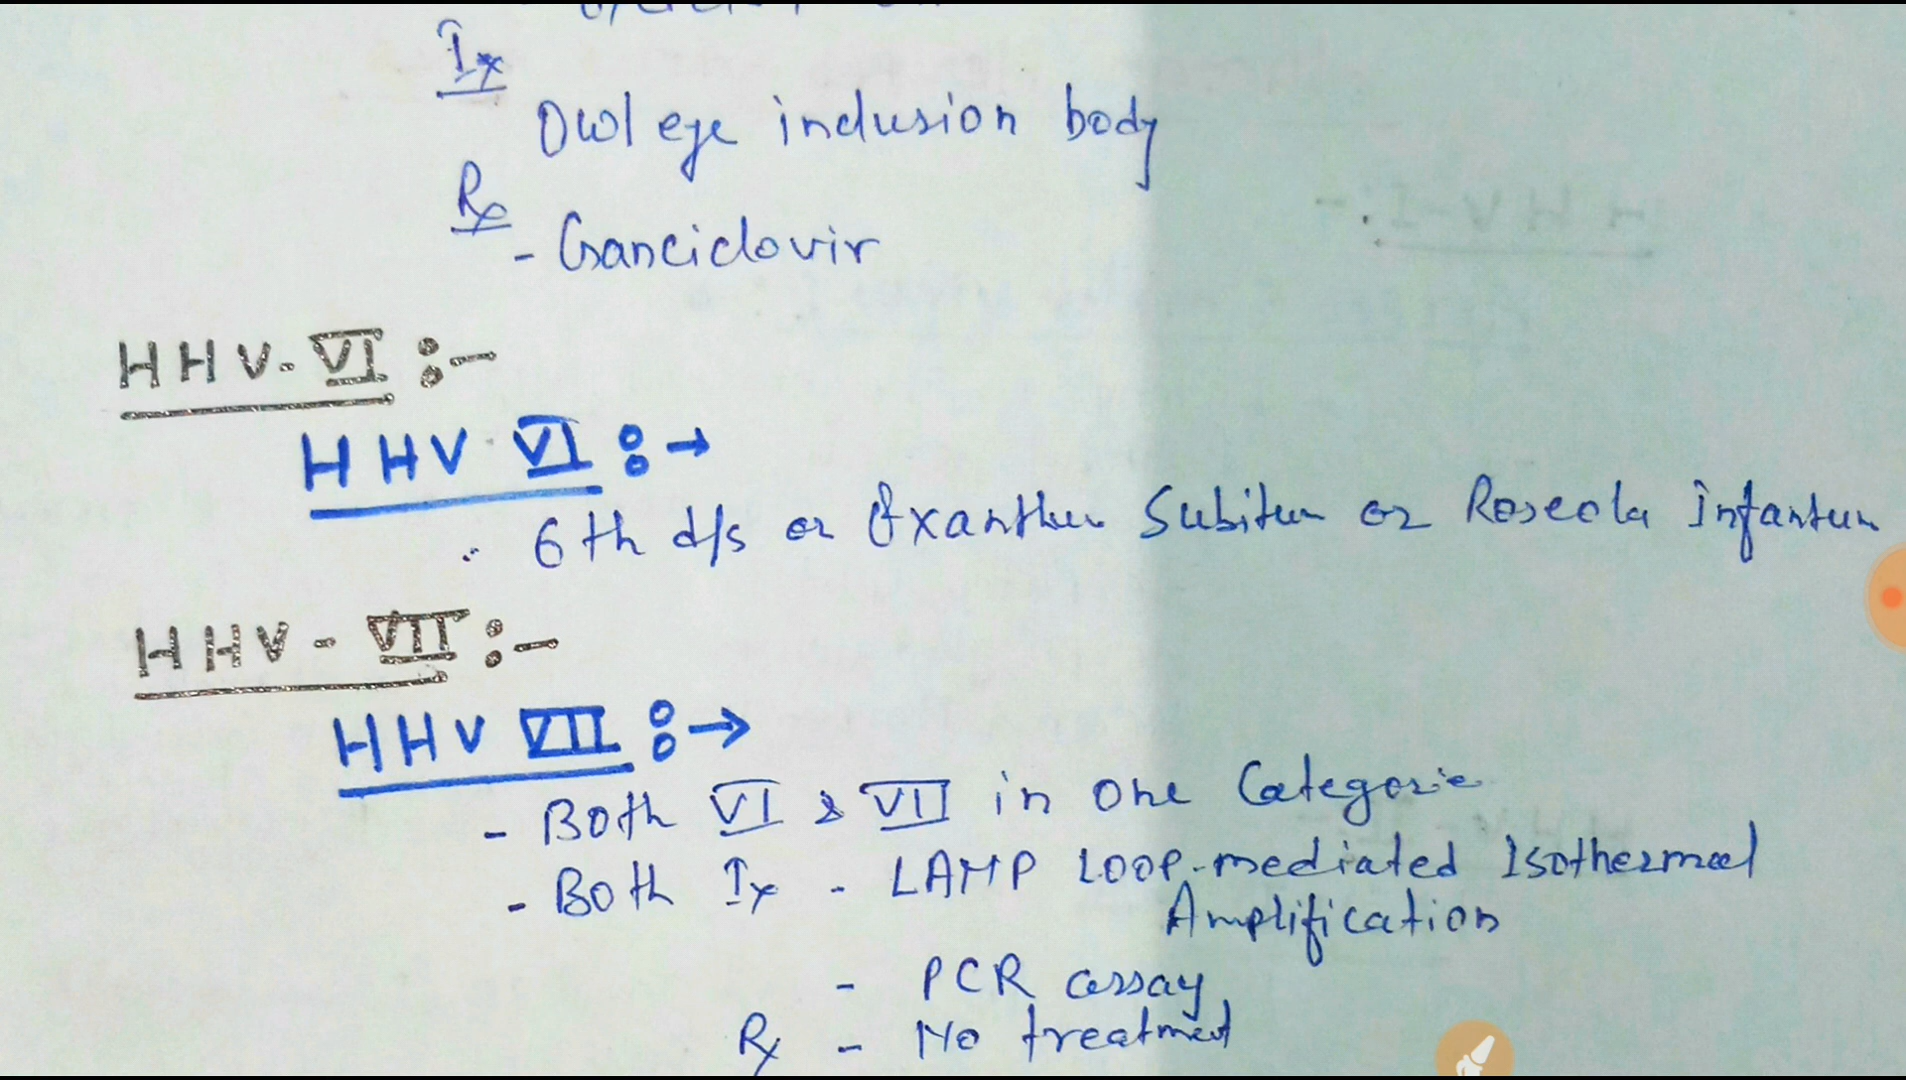 Ix
Owl eye inclusion body
Rx
- Ganciclovir
HHV-VI :-
HHV VI :→
6th d/s or Exanthum Subitum or Roseola Infantum
HHV-VII :-
HHV VII :→
- Both VI & VII in one Categorie
- Both Ix - LAMP LOOP-mediated Isothermal
Amplification
- PCR assay
Rx - No treatment